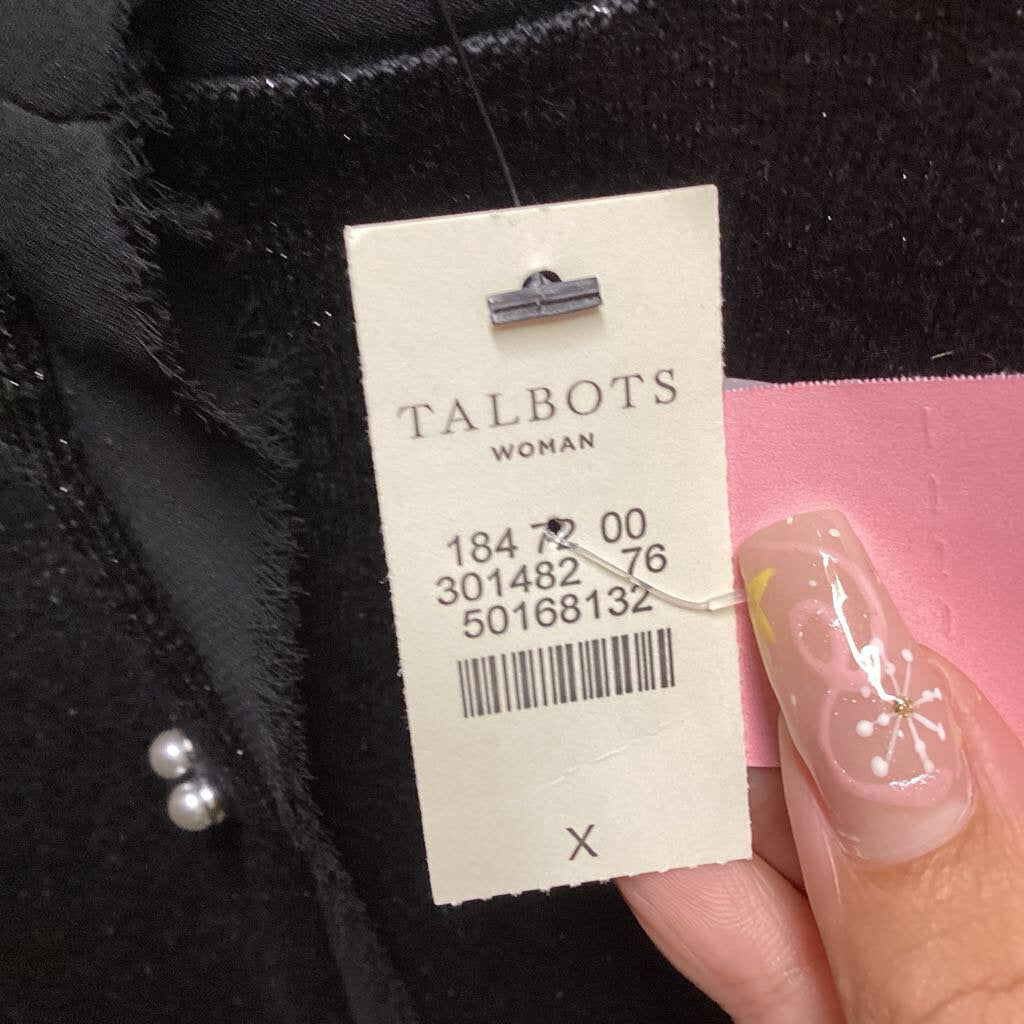 TALBOTS
WOMAN
184 72 00
301482 76
50168132
X